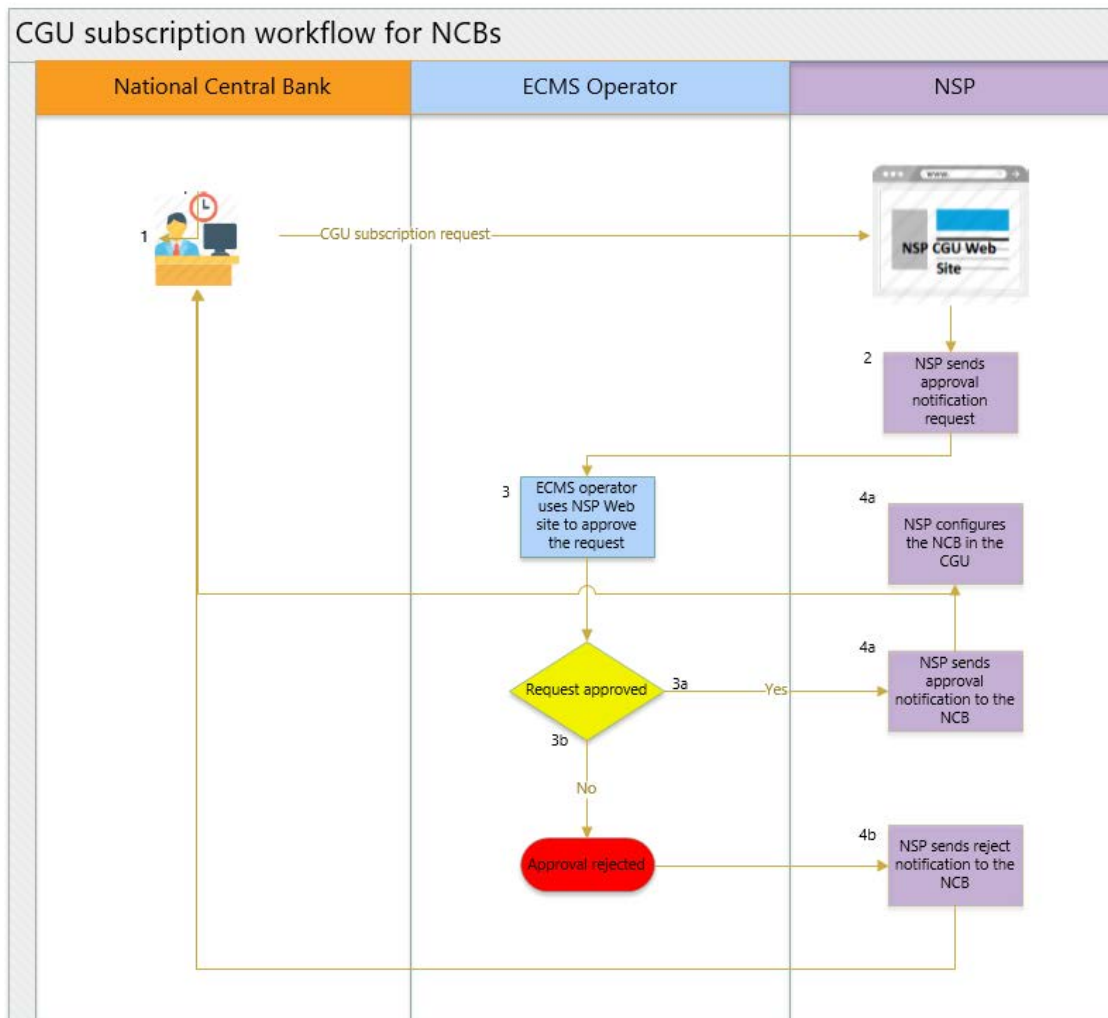 CGU subscription workflow for NCBs
National Central Bank
ECMS Operator
NSP
www.
1
CGU subscription request
NSP CGU Web
Site
2
NSP sends
approval
notification
request
3
ECMS operator
uses NSP Web
site to approve
the request
4a
NSP configures
the NCB in the
CGU
4a
NSP sends
approval
notification to the
NCB
Request approved
3a
Yes
3b
No
Approval rejected
4b
NSP sends reject
notification to the
NCB